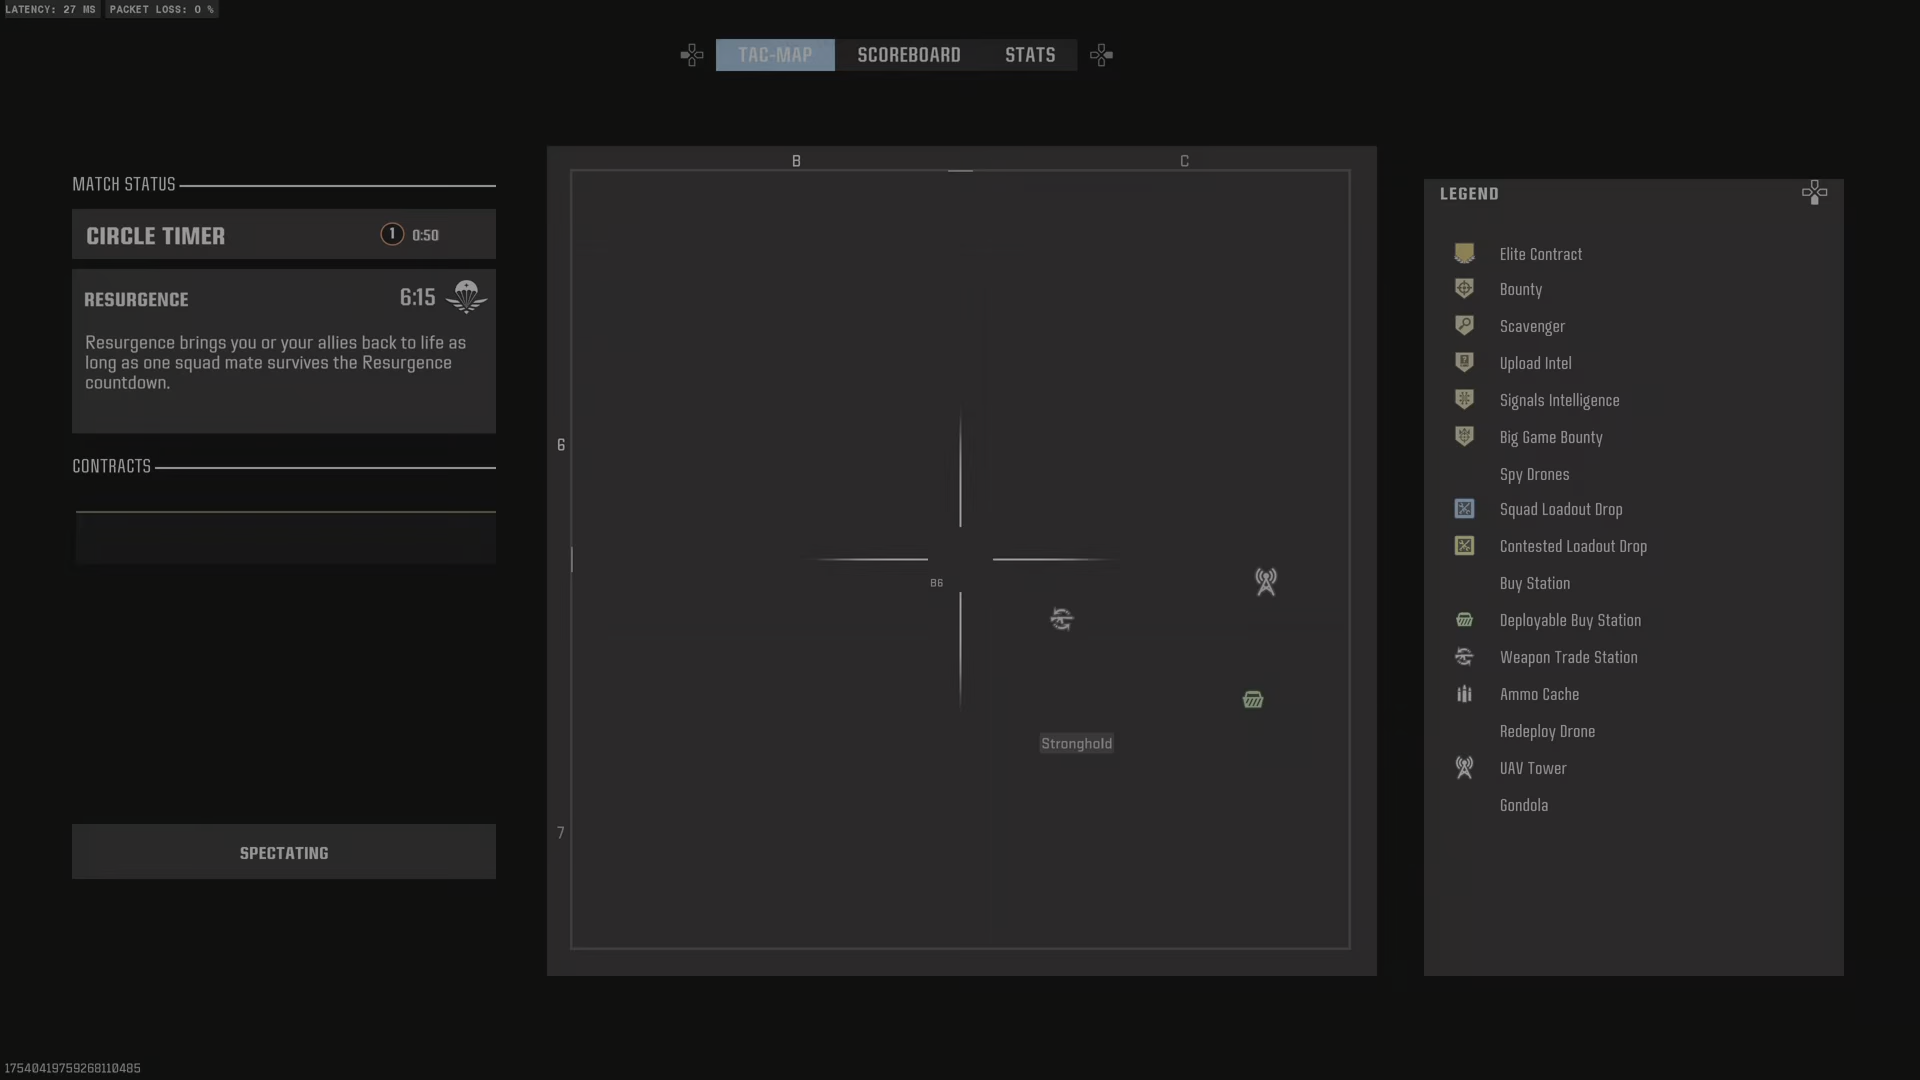 LATENCY: 27 MS PACKET LOSS: 0 %
TAC-MAP SCOREBOARD STATS
MATCH STATUS
CIRCLE TIMER 1 0:50
RESURGENCE 6:15
Resurgence brings you or your allies back to life as
long as one squad mate survives the Resurgence
countdown.
CONTRACTS
SPECTATING
B C
6
B6
Stronghold
7
LEGEND
Elite Contract
Bounty
Scavenger
Upload Intel
Signals Intelligence
Big Game Bounty
Spy Drones
Squad Loadout Drop
Contested Loadout Drop
Buy Station
Deployable Buy Station
Weapon Trade Station
Ammo Cache
Redeploy Drone
UAV Tower
Gondola
17540419759268110485